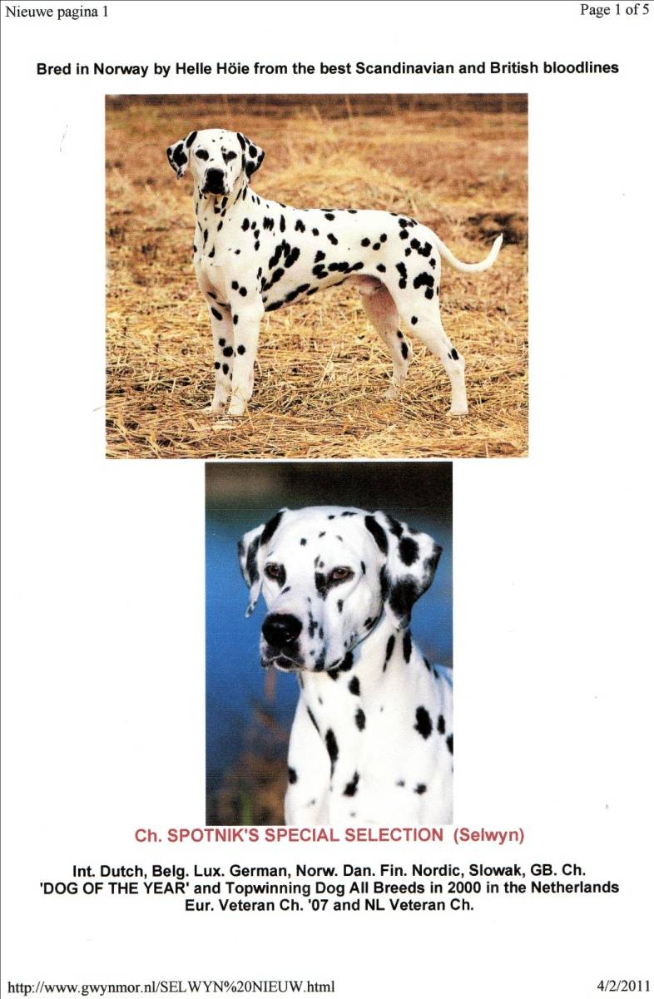 Nieuwe pagina 1
Page 1 of 5
Bred in Norway by Helle Höie from the best Scandinavian and British bloodlines
Ch. SPOTNIK'S SPECIAL SELECTION (Selwyn)
Int. Dutch, Belg. Lux. German, Norw. Dan. Fin. Nordic, Slowak, GB. Ch.
'DOG OF THE YEAR' and Topwinning Dog All Breeds in 2000 in the Netherlands
Eur. Veteran Ch. '07 and NL Veteran Ch.
http://www.gwynmor.nl/SELWYN%20NIEUW.html
4/2/2011